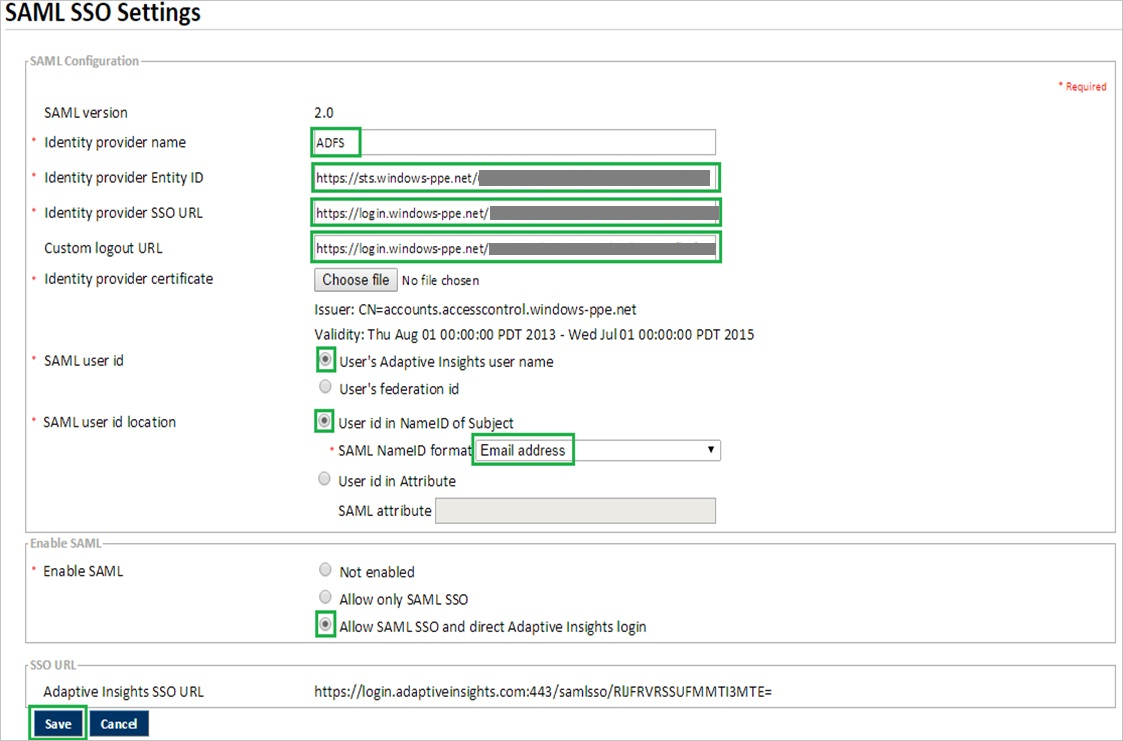 SAML SSO Settings
SAML Configuration
* Required
SAML version 2.0
* Identity provider name ADFS
* Identity provider Entity ID https://sts.windows-ppe.net/
* Identity provider SSO URL https://login.windows-ppe.net/
Custom logout URL https://login.windows-ppe.net/
* Identity provider certificate Choose file No file chosen
Issuer: CN=accounts.accesscontrol.windows-ppe.net
Validity: Thu Aug 01 00:00:00 PDT 2013 - Wed Jul 01 00:00:00 PDT 2015
* SAML user id User's Adaptive Insights user name
User's federation id
* SAML user id location User id in NameID of Subject
* SAML NameID format Email address
User id in Attribute
SAML attribute
Enable SAML
* Enable SAML Not enabled
Allow only SAML SSO
Allow SAML SSO and direct Adaptive Insights login
SSO URL
Adaptive Insights SSO URL https://login.adaptiveinsights.com:443/samlsso/RlJFRVRSSUFMMTI3MTE=
Save Cancel